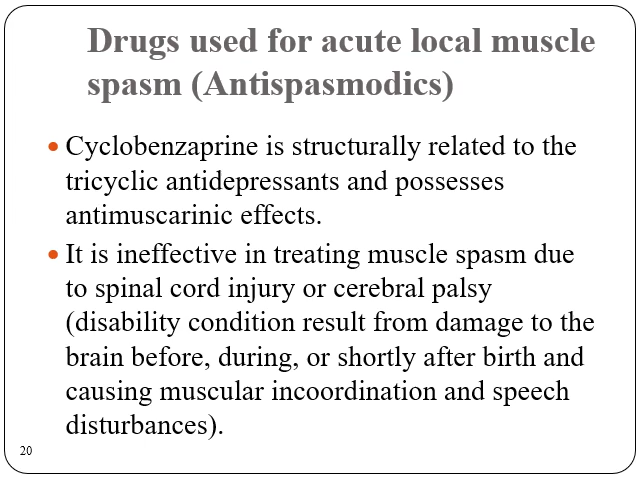 Drugs used for acute local muscle
spasm (Antispasmodics)
• Cyclobenzaprine is structurally related to the
tricyclic antidepressants and possesses
antimuscarinic effects.
• It is ineffective in treating muscle spasm due
to spinal cord injury or cerebral palsy
(disability condition result from damage to the
brain before, during, or shortly after birth and
causing muscular incoordination and speech
disturbances).
20